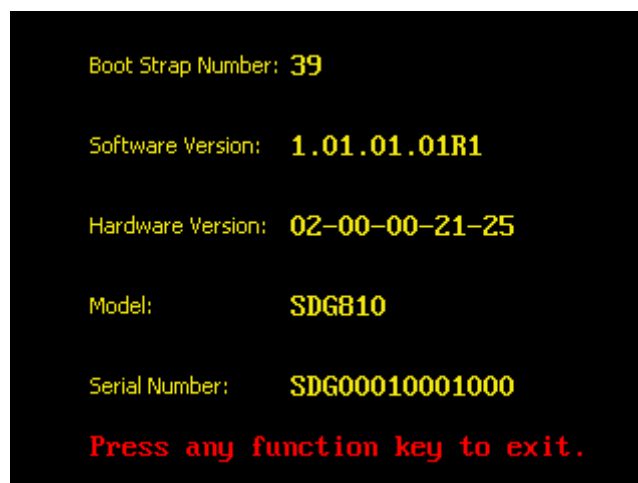 Boot Strap Number: 39
Software Version: 1.01.01.01R1
Hardware Version: 02-00-00-21-25
Model: SDG810
Serial Number: SDG00010001000
Press any function key to exit.